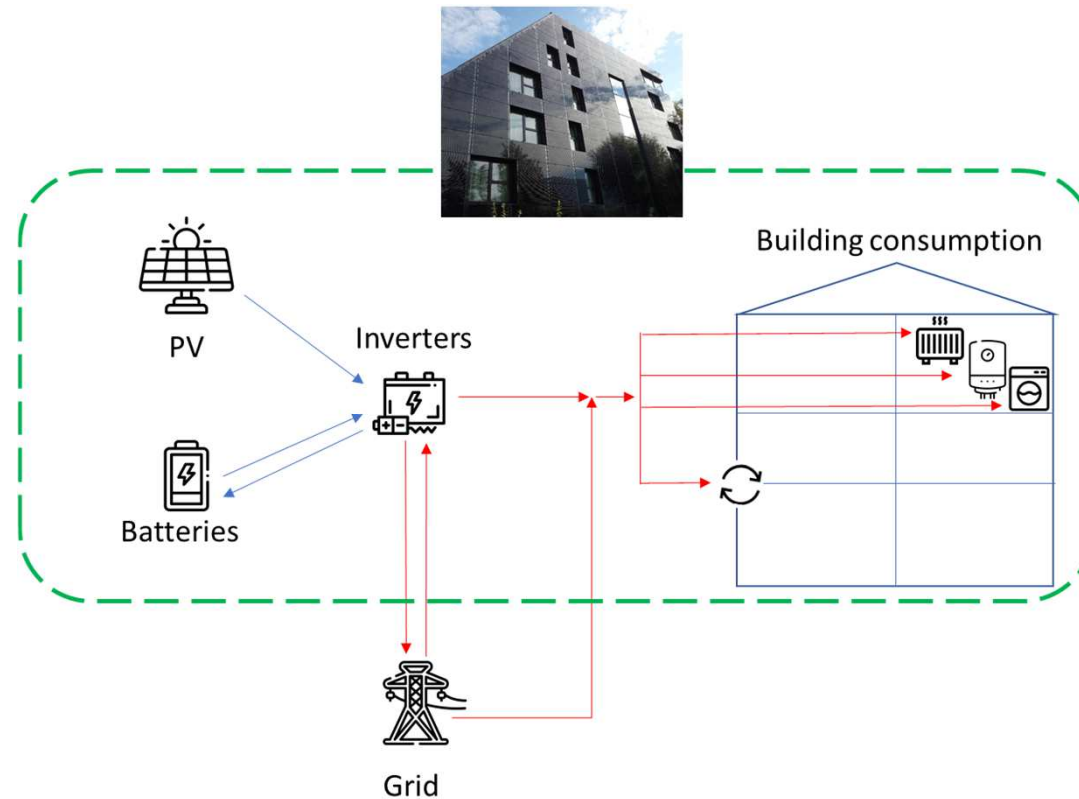 Building consumption
PV
Inverters
Batteries
Grid